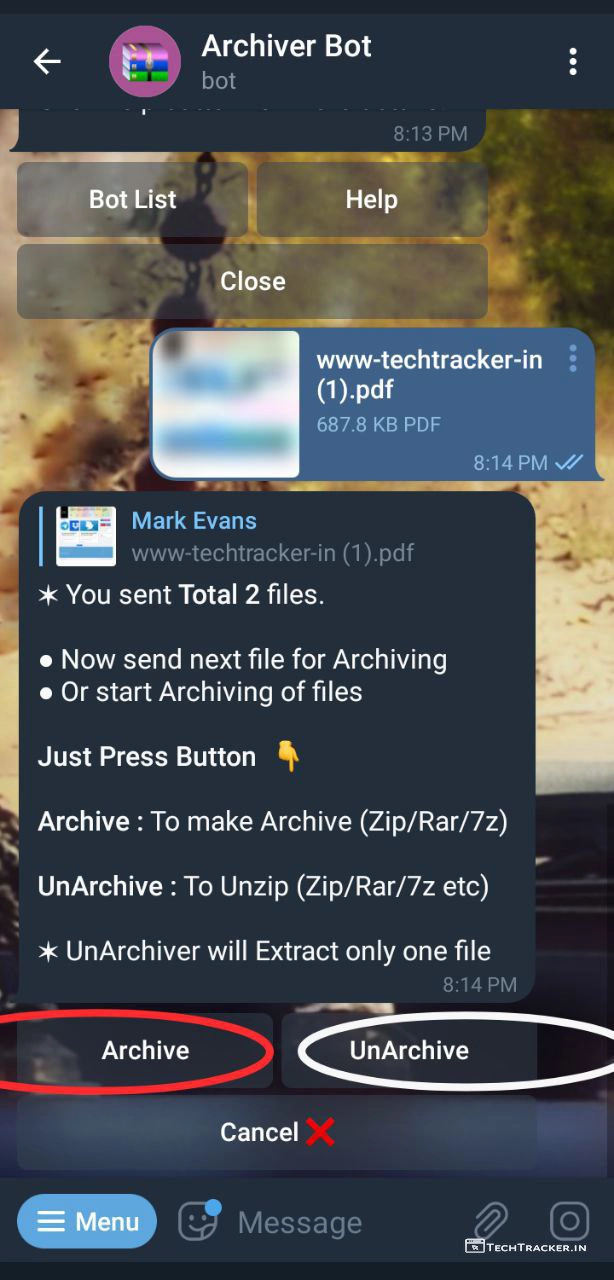 Archiver Bot
bot
8:13 PM
Bot List
Help
Close
www-techtracker-in
(1).pdf
687.8 KB PDF
8:14 PM
Mark Evans
www-techtracker-in (1).pdf
✶ You sent Total 2 files.
● Now send next file for Archiving
● Or start Archiving of files
Just Press Button 👇
Archive : To make Archive (Zip/Rar/7z)
UnArchive : To Unzip (Zip/Rar/7z etc)
✶ UnArchiver will Extract only one file
8:14 PM
Archive
UnArchive
Cancel ❌
Menu
Message
TECHTRACKER.IN